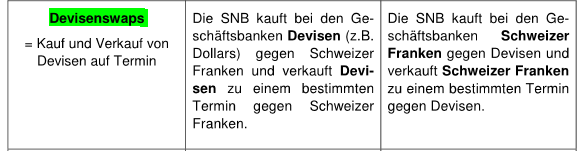 Devisenswaps
= Kauf und Verkauf von
Devisen auf Termin
Die SNB kauft bei den Ge-
schäftsbanken Devisen (z.B.
Dollars) gegen Schweizer
Franken und verkauft Devi-
sen zu einem bestimmten
Termin gegen Schweizer
Franken.
Die SNB kauft bei den Ge-
schäftsbanken Schweizer
Franken gegen Devisen und
verkauft Schweizer Franken
zu einem bestimmten Termin
gegen Devisen.